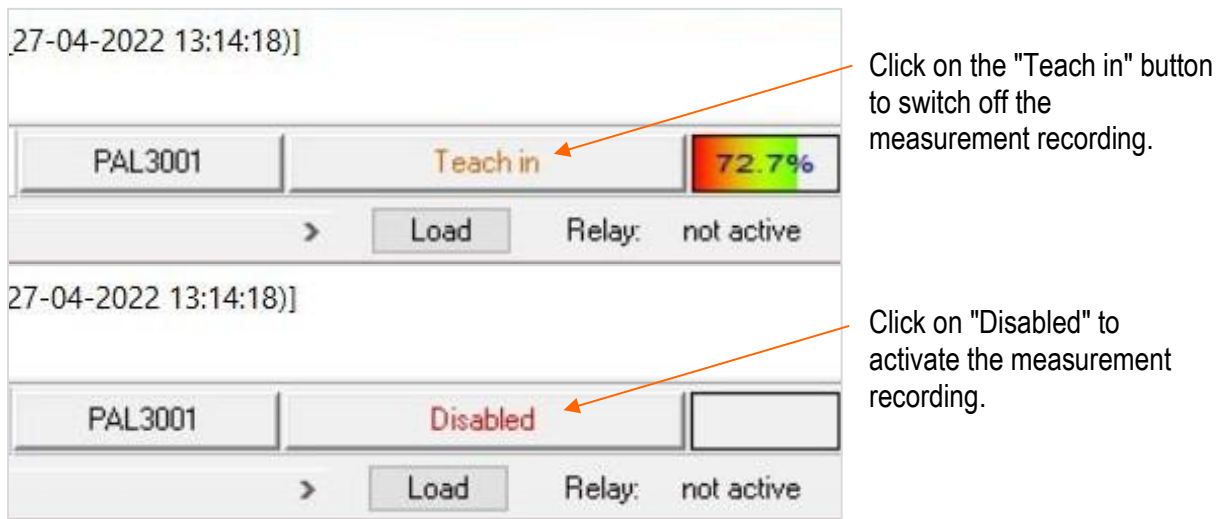 27-04-2022 13:14:18)]
Click on the "Teach in" button
to switch off the
measurement recording.
PAL3001 Teach in 72.7%
> Load Relay: not active
27-04-2022 13:14:18)]
Click on "Disabled" to
activate the measurement
recording.
PAL3001 Disabled
> Load Relay: not active